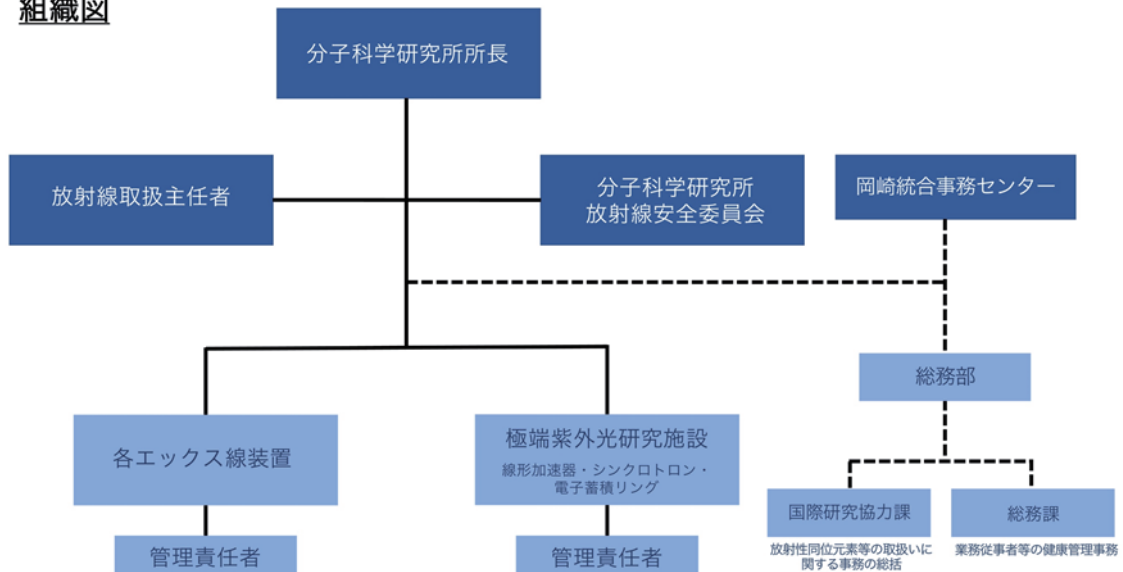 組織図
分子科学研究所所長
放射線取扱主任者
分子科学研究所
放射線安全委員会
岡崎統合事務センター
総務部
各エックス線装置
極端紫外光研究施設
線形加速器・シンクロトロン・
電子蓄積リング
国際研究協力課
総務課
放射性同位元素等の取扱いに
関する事務の総括
業務従事者等の健康管理事務
管理責任者
管理責任者